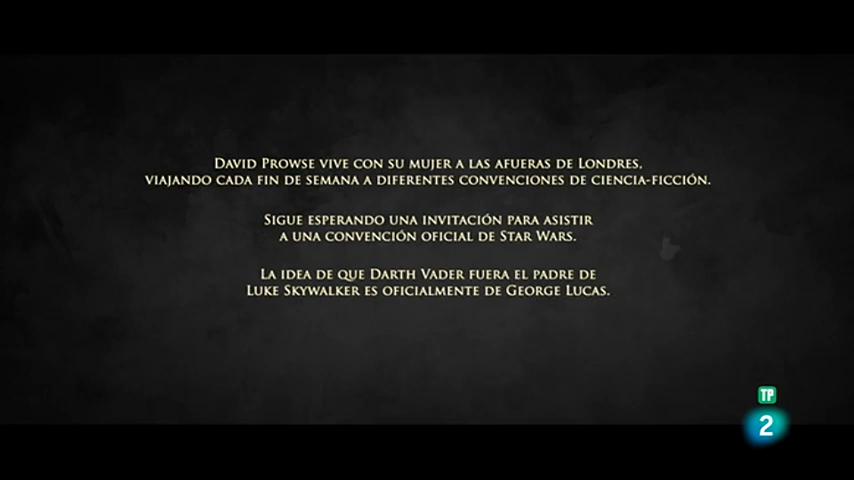 David Prowse vive con su mujer a las afueras de Londres,
viajando cada fin de semana a diferentes convenciones de ciencia-ficción.
Sigue esperando una invitación para asistir
a una convención oficial de Star Wars.
La idea de que Darth Vader fuera el padre de
Luke Skywalker es oficialmente de George Lucas.
TP
2